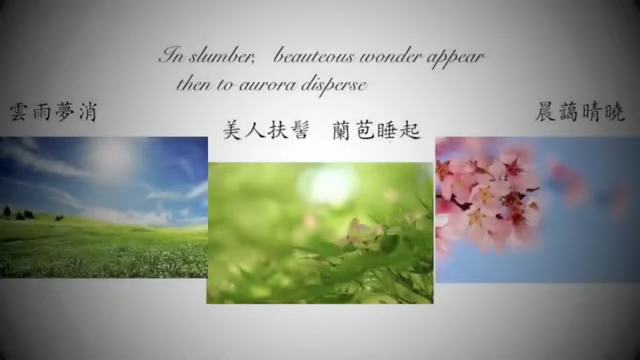 In slumber, beauteous wonder appear
then to aurora disperse
雲雨夢消
美人扶髻 蘭芭睡起
晨藹晴曉